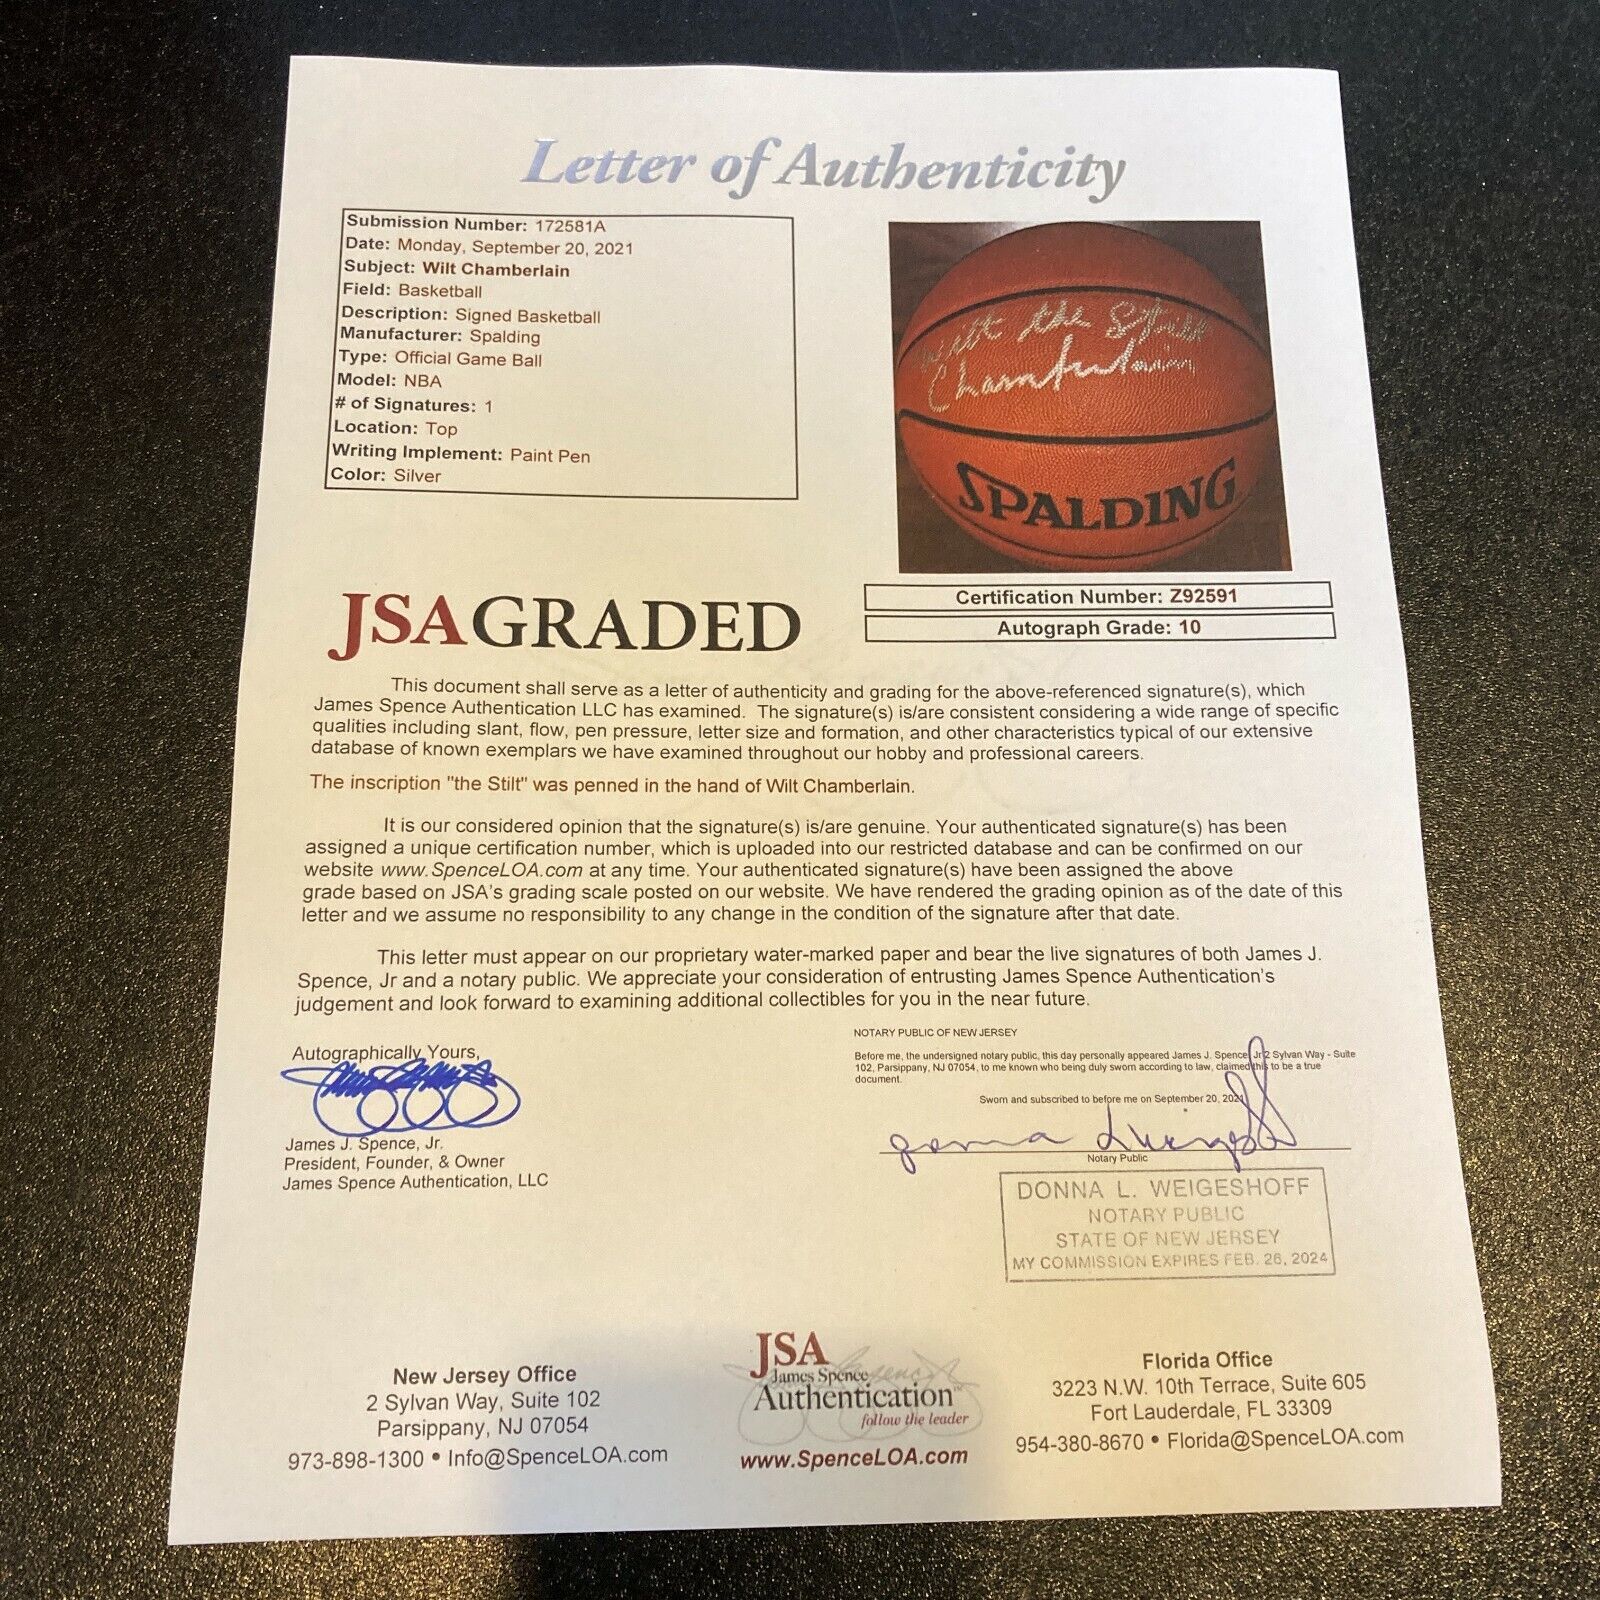 Letter of Authenticity
Submission Number: 172581A
Date: Monday, September 20, 2021
Subject: Wilt Chamberlain
Field: Basketball
Description: Signed Basketball
Manufacturer: Spalding
Type: Official Game Ball
Model: NBA
# of Signatures: 1
Location: Top
Writing Implement: Paint Pen
Color: Silver
Wilt the Stilt
Chamberlain
SPALDING
Certification Number: Z92591
Autograph Grade: 10
JSA GRADED
This document shall serve as a letter of authenticity and grading for the above-referenced signature(s), which
James Spence Authentication LLC has examined. The signature(s) is/are consistent considering a wide range of specific
qualities including slant, flow, pen pressure, letter size and formation, and other characteristics typical of our extensive
database of known exemplars we have examined throughout our hobby and professional careers.
The inscription "the Stilt" was penned in the hand of Wilt Chamberlain.
It is our considered opinion that the signature(s) is/are genuine. Your authenticated signature(s) has been
assigned a unique certification number, which is uploaded into our restricted database and can be confirmed on our
website www.SpenceLOA.com at any time. Your authenticated signature(s) have been assigned the above
grade based on JSA's grading scale posted on our website. We have rendered the grading opinion as of the date of this
letter and we assume no responsibility to any change in the condition of the signature after that date.
This letter must appear on our proprietary water-marked paper and bear the live signatures of both James J.
Spence, Jr and a notary public. We appreciate your consideration of entrusting James Spence Authentication's
judgement and look forward to examining additional collectibles for you in the near future.
Autographically Yours,
James J. Spence, Jr.
President, Founder, & Owner
James Spence Authentication, LLC
NOTARY PUBLIC OF NEW JERSEY
Before me, the undersigned notary public, this day personally appeared James J. Spence, Jr 2 Sylvan Way - Suite
102, Parsippany, NJ 07054, to me known who being duly sworn according to law, claimed this to be a true
document.
Sworn and subscribed to before me on September 20, 2021
Notary Public
DONNA L. WEIGESHOFF
NOTARY PUBLIC
STATE OF NEW JERSEY
MY COMMISSION EXPIRES FEB. 26, 2024
New Jersey Office
2 Sylvan Way, Suite 102
Parsippany, NJ 07054
973-898-1300 • Info@SpenceLOA.com
JSA
James Spence
Authentication™
follow the leader
www.SpenceLOA.com
Florida Office
3223 N.W. 10th Terrace, Suite 605
Fort Lauderdale, FL 33309
954-380-8670 • Florida@SpenceLOA.com